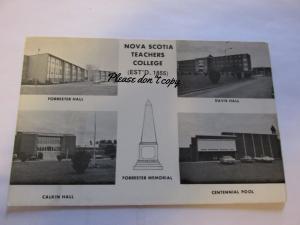 NOVA SCOTIA
TEACHERS
COLLEGE
(EST'D. 1855)
Please don't copy
FORRESTER HALL
DAVIS HALL
CALKIN HALL
FORRESTER MEMORIAL
CENTENNIAL POOL